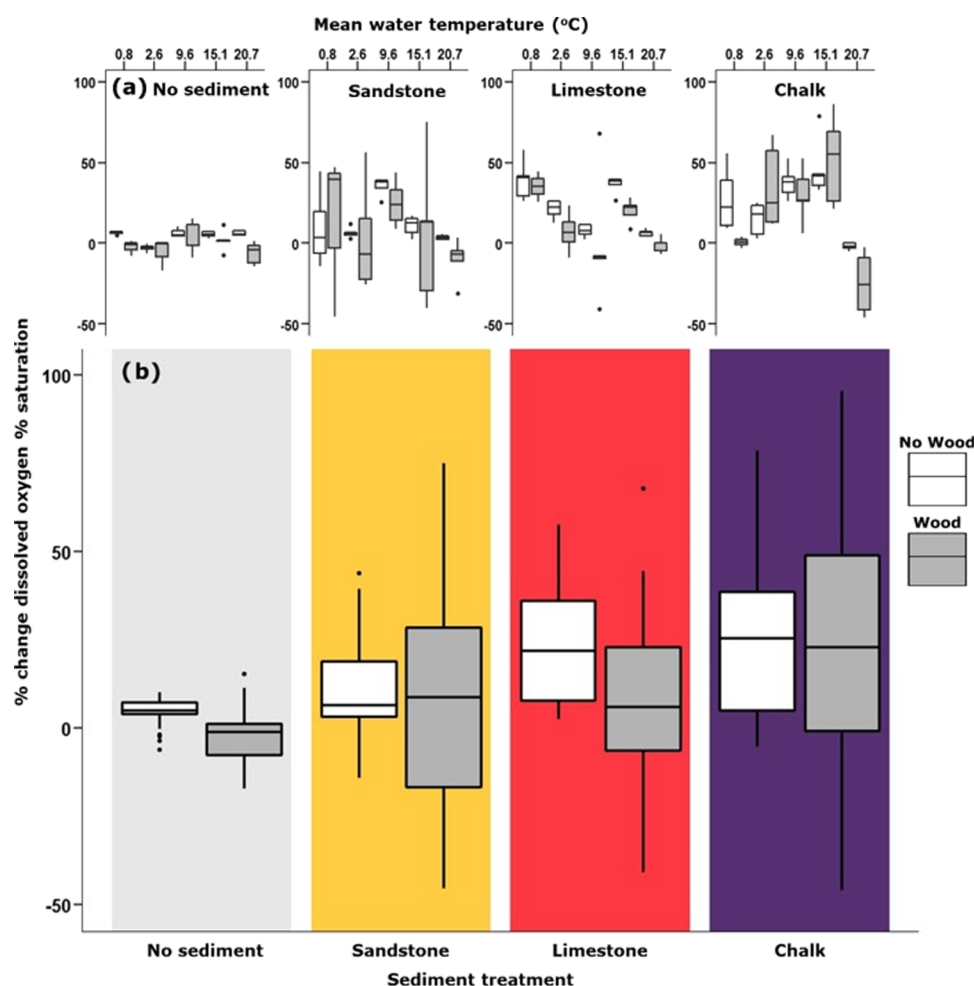 Mean water temperature (ºC)
0.8 2.6 9.6 15.1 20.7 0.8 2.6 9.6 15.1 20.7 0.8 2.6 9.6 15.1 20.7 0.8 2.6 9.6 15.1 20.7
100 100 100 100
(a) No sediment Sandstone Limestone Chalk
50 50 50 50
0 0 0 0
-50 -50 -50 -50
% change dissolved oxygen % saturation
(b)
100
50
0
-50
No Wood
Wood
No sediment Sandstone Limestone Chalk
Sediment treatment